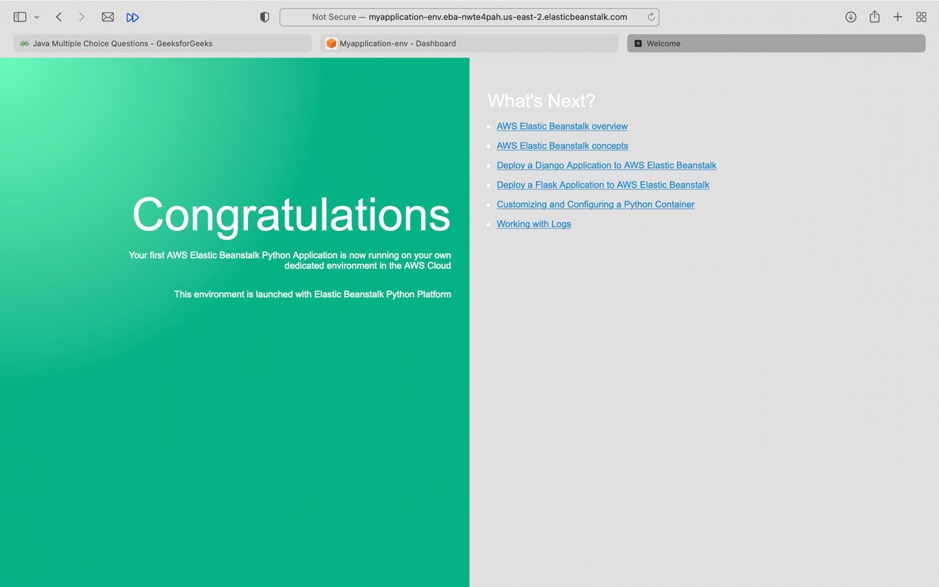 Not Secure — myapplication-env.eba-nwte4pah.us-east-2.elasticbeanstalk.com
Java Multiple Choice Questions - GeeksforGeeks
Myapplication-env - Dashboard
Welcome
Congratulations
Your first AWS Elastic Beanstalk Python Application is now running on your own
dedicated environment in the AWS Cloud
This environment is launched with Elastic Beanstalk Python Platform
What's Next?
AWS Elastic Beanstalk overview
AWS Elastic Beanstalk concepts
Deploy a Django Application to AWS Elastic Beanstalk
Deploy a Flask Application to AWS Elastic Beanstalk
Customizing and Configuring a Python Container
Working with Logs